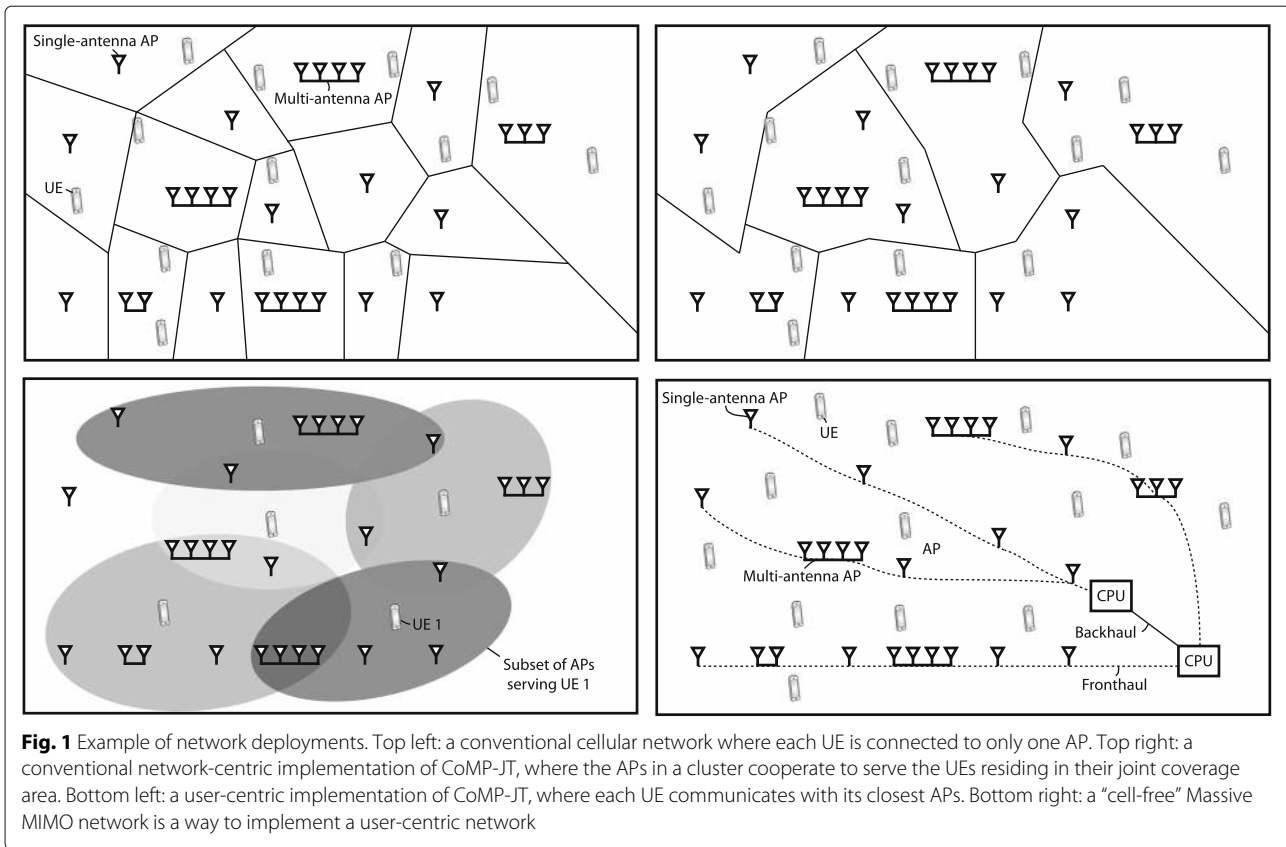 Single-antenna AP
Multi-antenna AP
UE
UE 1
Subset of APs
serving UE 1
Single-antenna AP
UE
AP
Multi-antenna AP
CPU
Backhaul
CPU
Fronthaul
Fig. 1 Example of network deployments. Top left: a conventional cellular network where each UE is connected to only one AP. Top right: a
conventional network-centric implementation of CoMP-JT, where the APs in a cluster cooperate to serve the UEs residing in their joint coverage
area. Bottom left: a user-centric implementation of CoMP-JT, where each UE communicates with its closest APs. Bottom right: a “cell-free” Massive
MIMO network is a way to implement a user-centric network